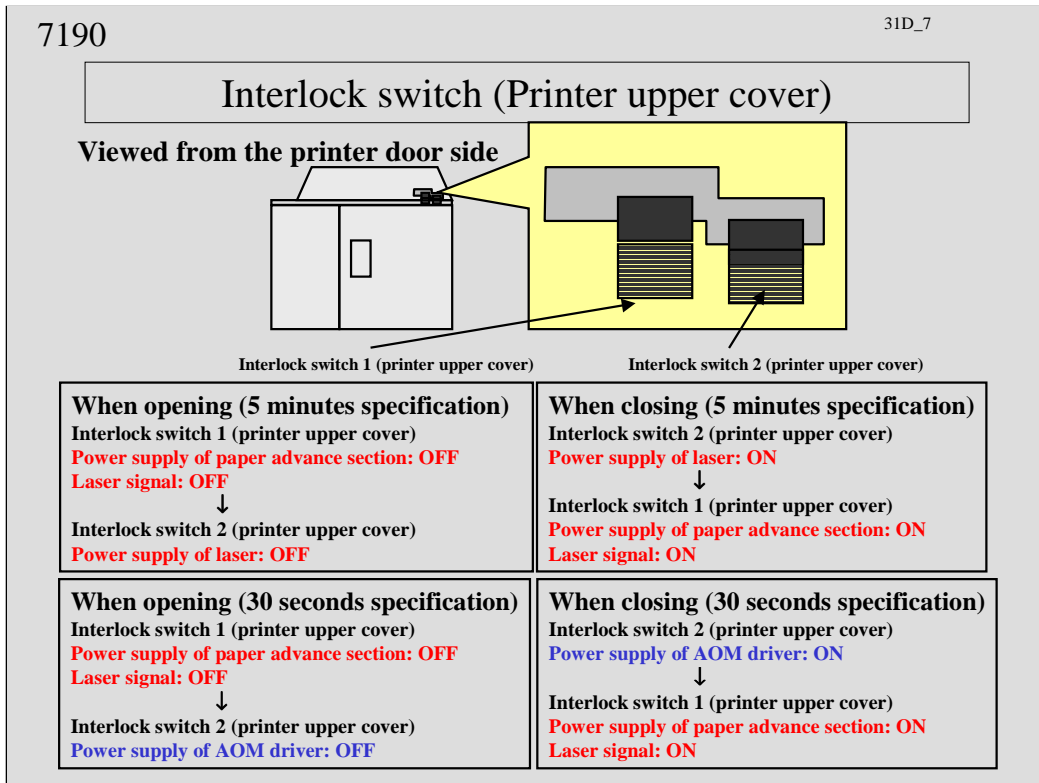 7190
31D_7
Interlock switch (Printer upper cover)
Viewed from the printer door side
Interlock switch 1 (printer upper cover)
Interlock switch 2 (printer upper cover)
When opening (5 minutes specification)
Interlock switch 1 (printer upper cover)
Power supply of paper advance section: OFF
Laser signal: OFF
↓
Interlock switch 2 (printer upper cover)
Power supply of laser: OFF
When closing (5 minutes specification)
Interlock switch 2 (printer upper cover)
Power supply of laser: ON
↓
Interlock switch 1 (printer upper cover)
Power supply of paper advance section: ON
Laser signal: ON
When opening (30 seconds specification)
Interlock switch 1 (printer upper cover)
Power supply of paper advance section: OFF
Laser signal: OFF
↓
Interlock switch 2 (printer upper cover)
Power supply of AOM driver: OFF
When closing (30 seconds specification)
Interlock switch 2 (printer upper cover)
Power supply of AOM driver: ON
↓
Interlock switch 1 (printer upper cover)
Power supply of paper advance section: ON
Laser signal: ON